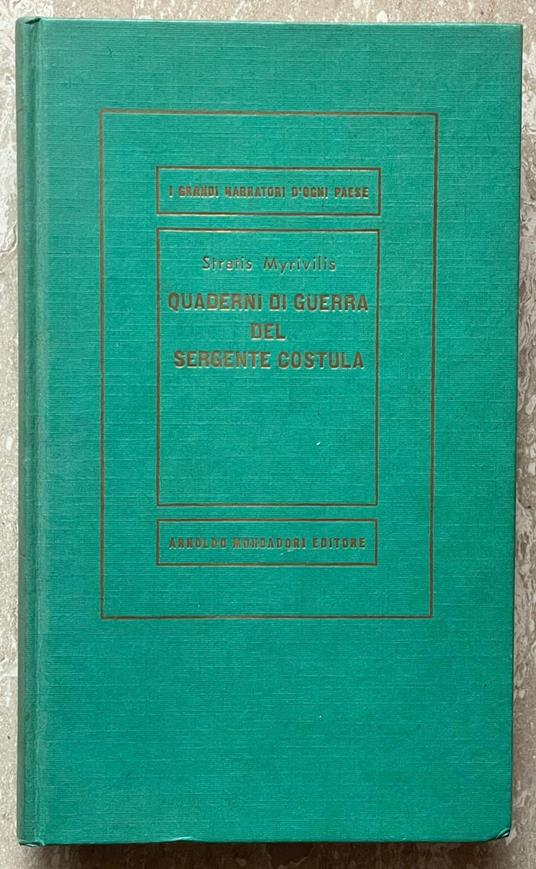 I GRANDI NARRATORI D'OGNI PAESE
Stratis Myrivilis
QUADERNI DI GUERRA
DEL
SERGENTE COSTULA
ARNOLDO MONDADORI EDITORE